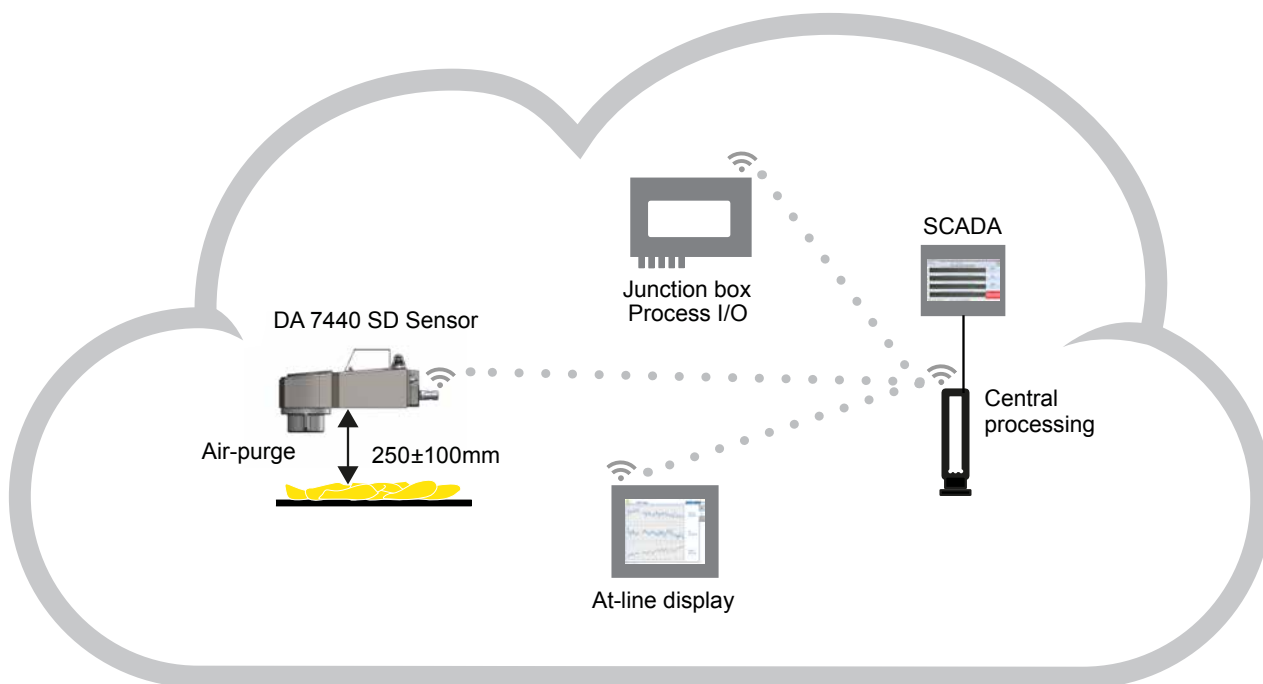 SCADA
Junction box
Process I/O
DA 7440 SD Sensor
Central
processing
Air-purge
250±100mm
At-line display